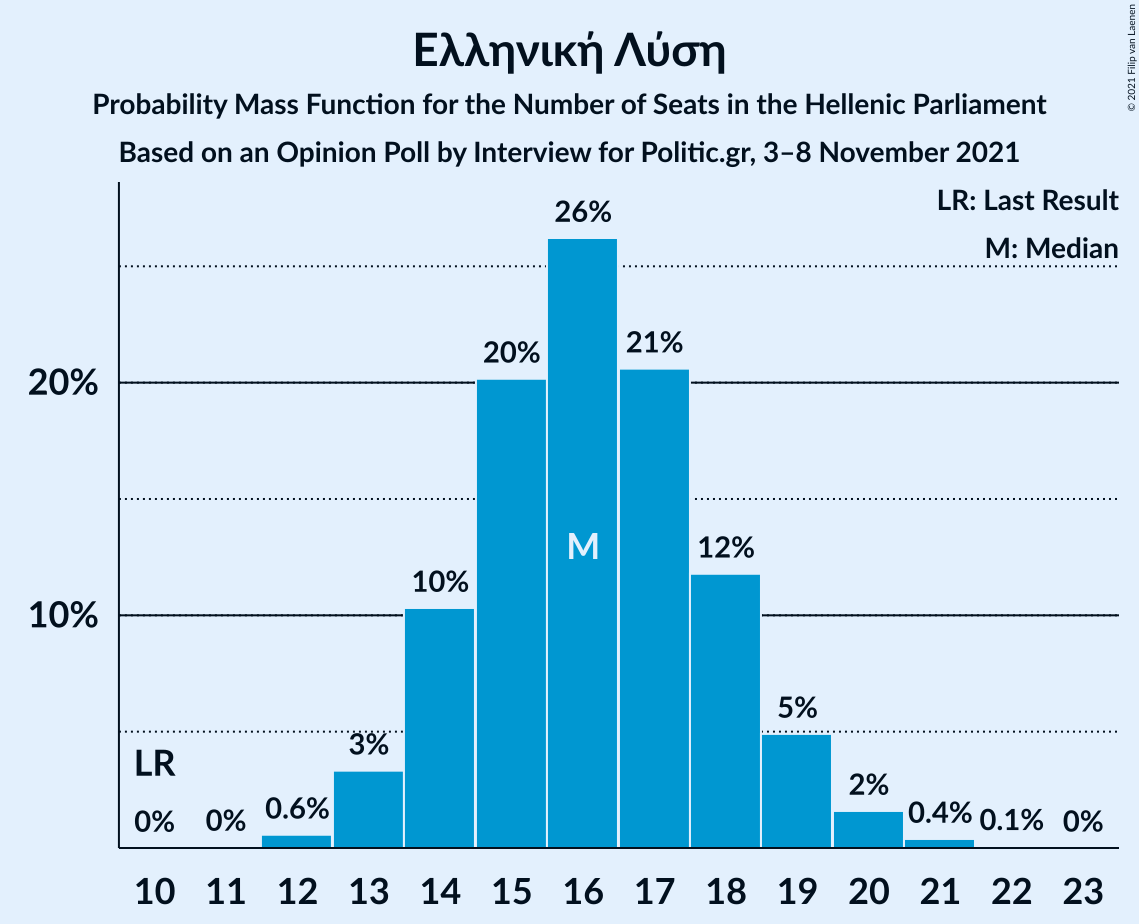 Ελληνική Λύση
Probability Mass Function for the Number of Seats in the Hellenic Parliament
Based on an Opinion Poll by Interview for Politic.gr, 3–8 November 2021
© 2021 Filip van Laenen
LR: Last Result
M: Median
26%
21%
20%
20%
M
12%
10%
10%
5%
3%
LR
2%
0% 0% 0.6% 0.4% 0.1% 0%
10 11 12 13 14 15 16 17 18 19 20 21 22 23